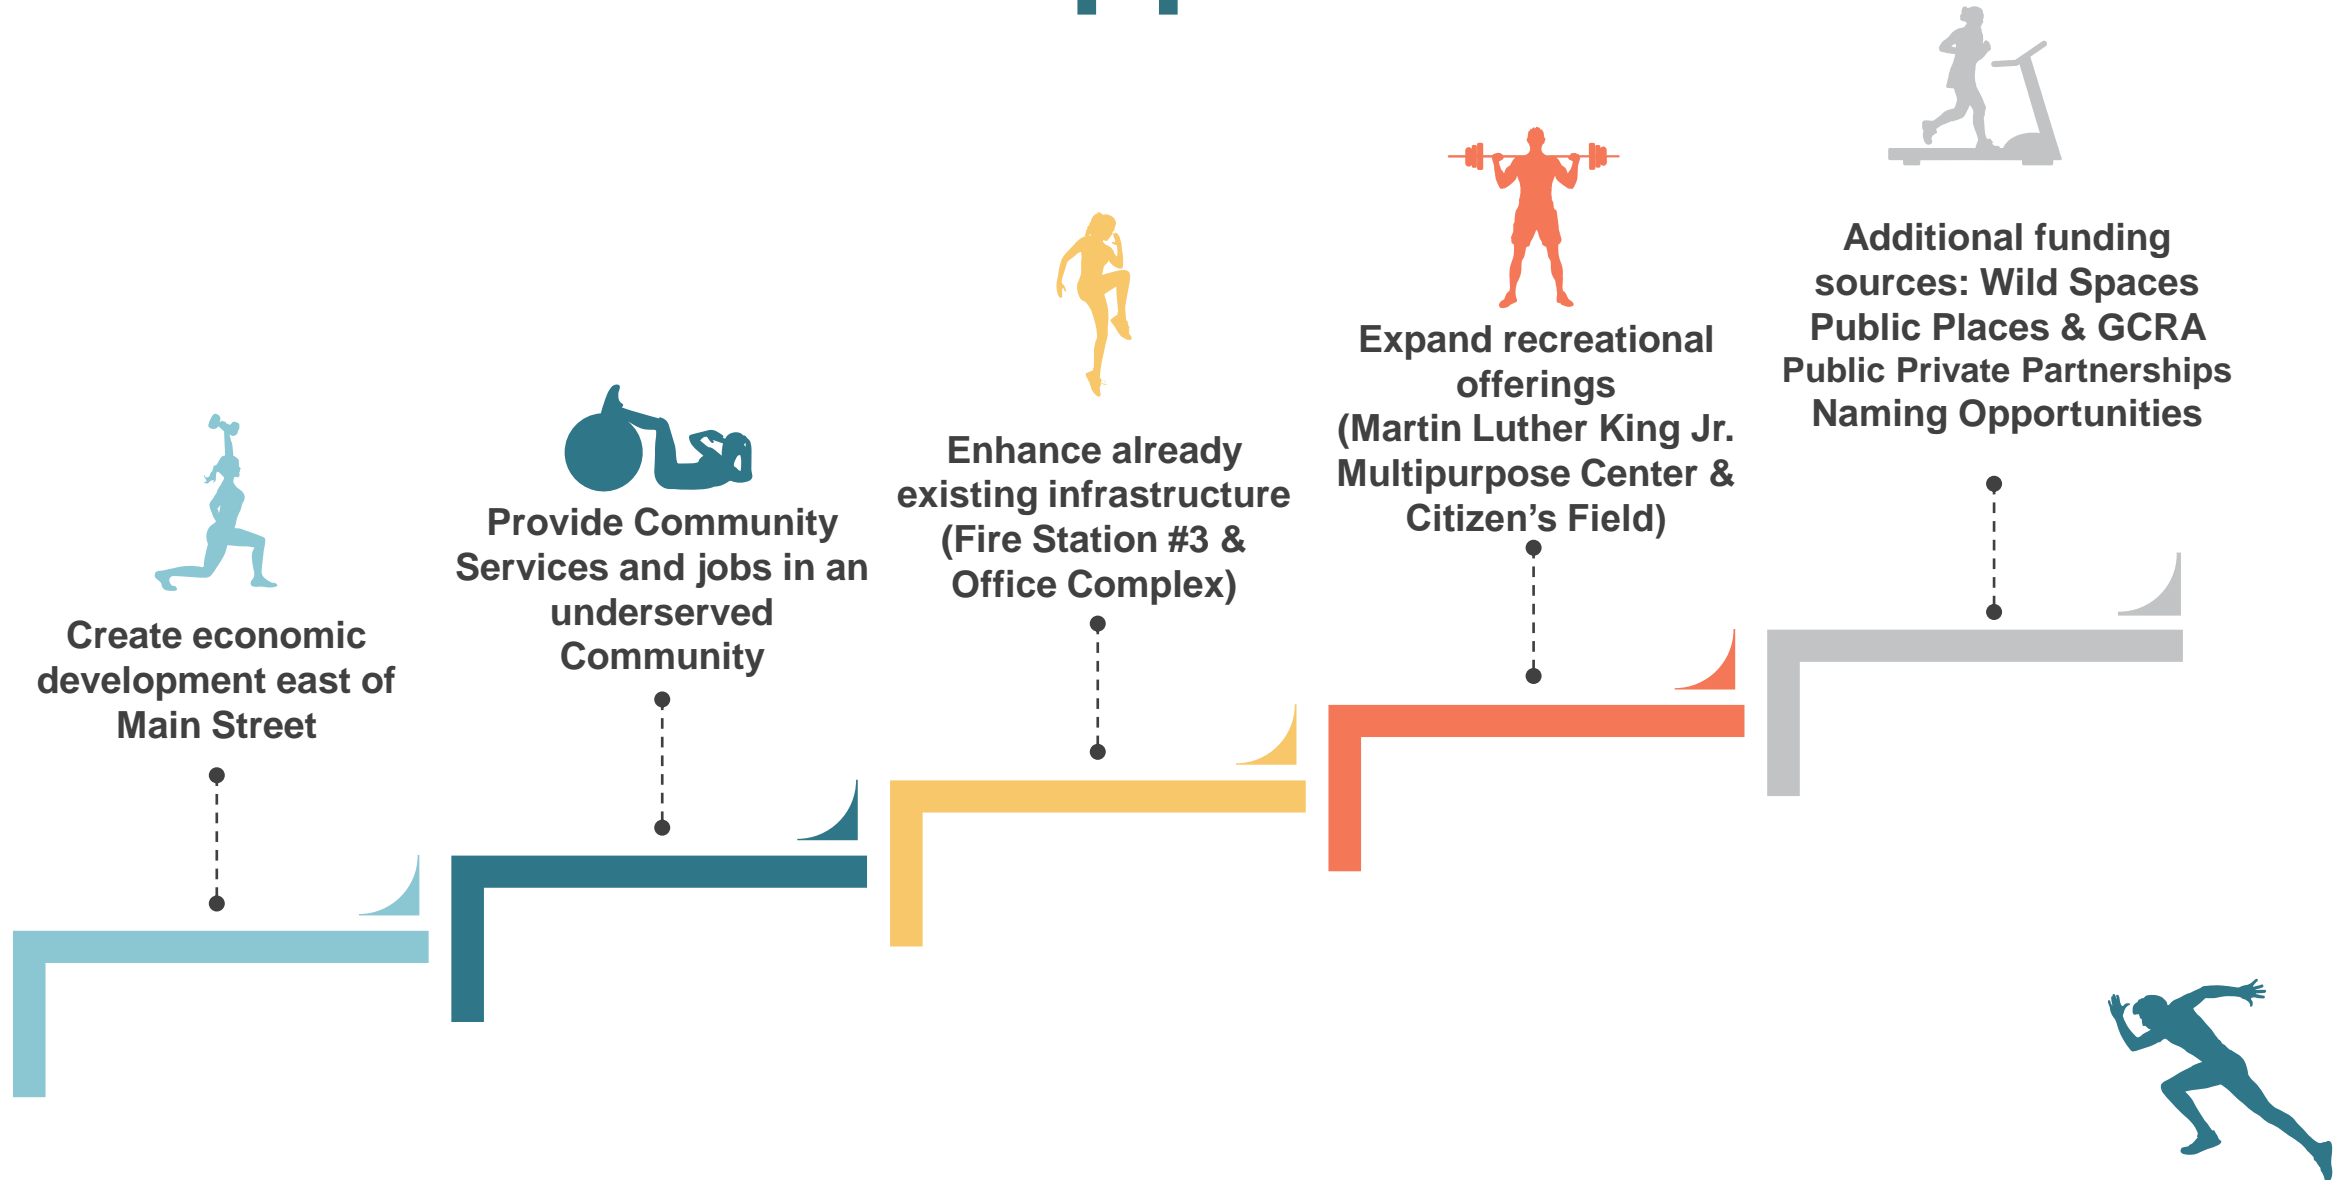 Create economic
development east of
Main Street
Provide Community
Services and jobs in an
underserved
Community
Enhance already
existing infrastructure
(Fire Station #3 &
Office Complex)
Expand recreational
offerings
(Martin Luther King Jr.
Multipurpose Center &
Citizen’s Field)
Additional funding
sources: Wild Spaces
Public Places & GCRA
Public Private Partnerships
Naming Opportunities